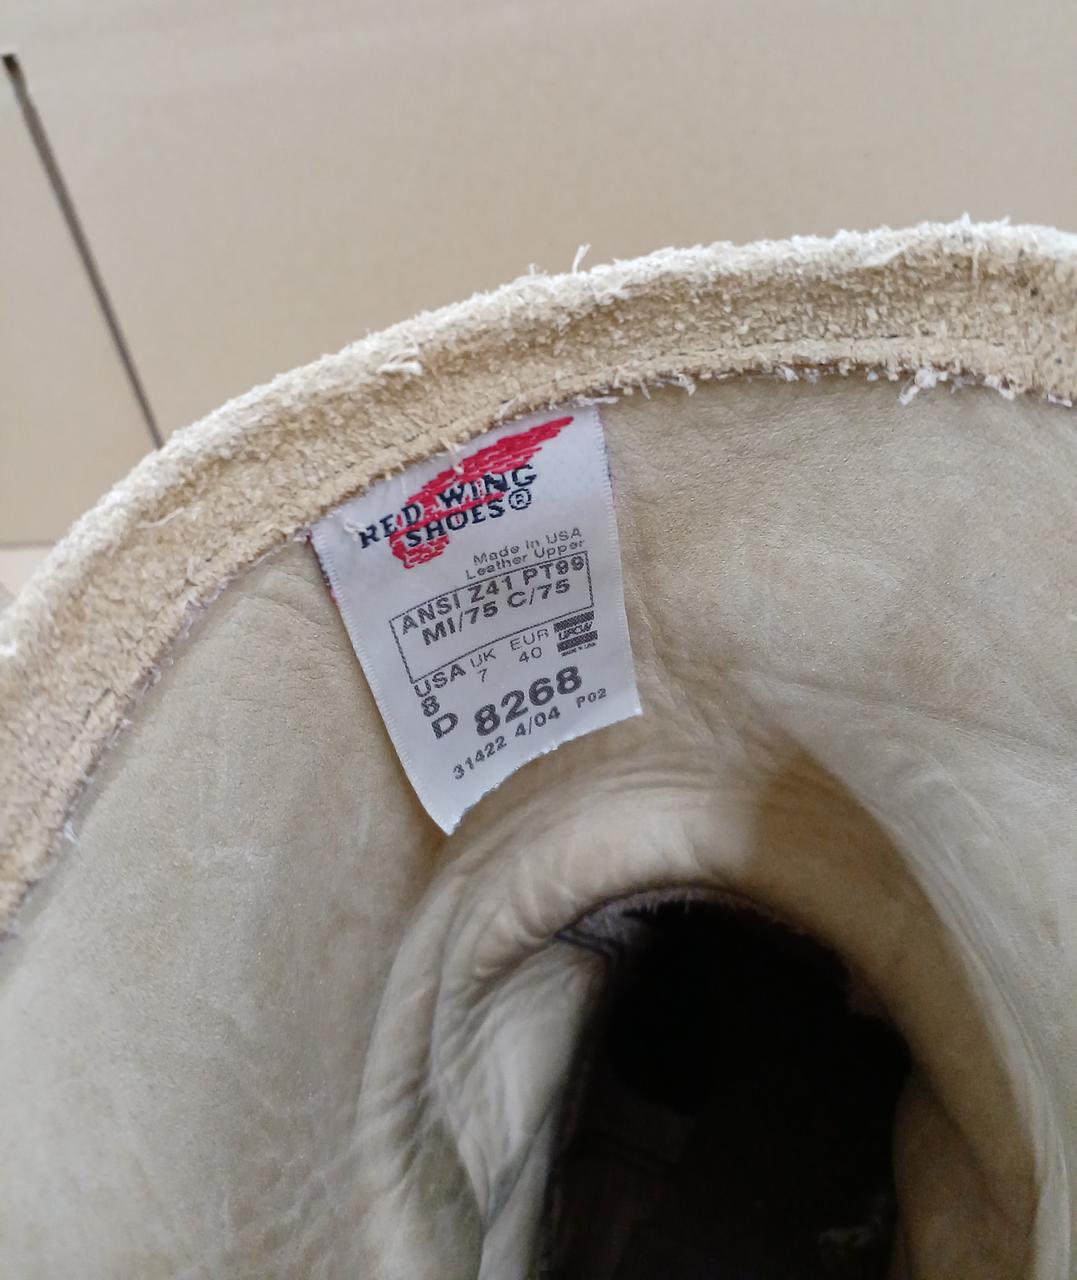 RED WING
SHOES®
Made in USA
Leather Upper
ANSI Z41 PT99
MI/75 C/75
USA UK EUR
8 7 40
UFCW
D 8268
31422 4/04 P02